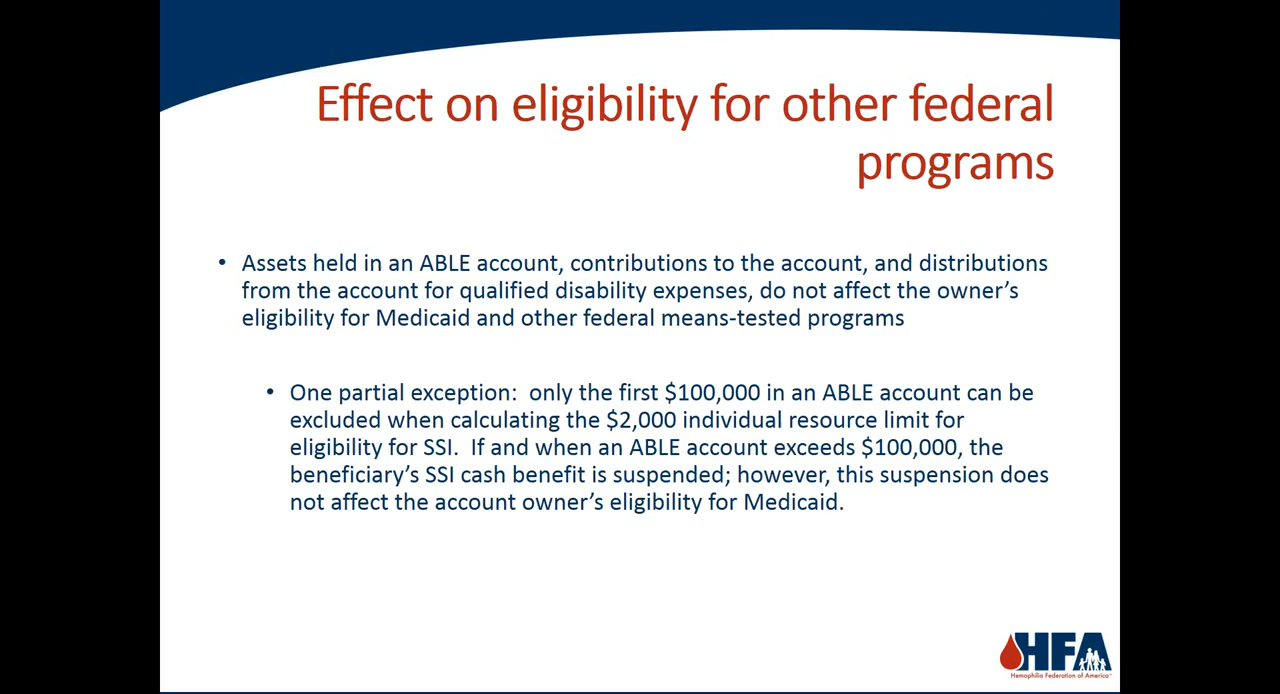 Effect on eligibility for other federal
programs
• Assets held in an ABLE account, contributions to the account, and distributions
from the account for qualified disability expenses, do not affect the owner’s
eligibility for Medicaid and other federal means-tested programs
• One partial exception:  only the first $100,000 in an ABLE account can be
excluded when calculating the $2,000 individual resource limit for
eligibility for SSI.  If and when an ABLE account exceeds $100,000, the
beneficiary’s SSI cash benefit is suspended; however, this suspension does
not affect the account owner’s eligibility for Medicaid.
HFA
Hemophilia Federation of America™